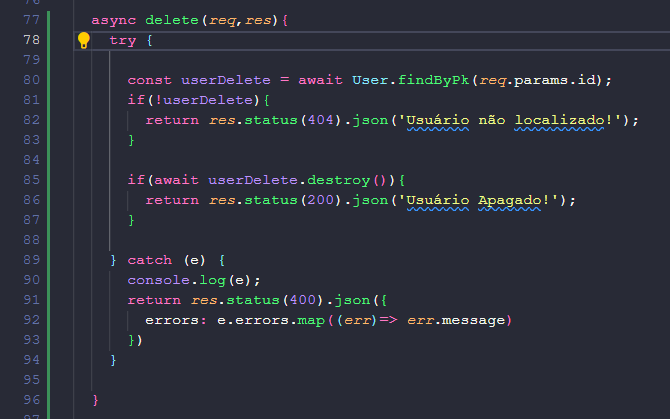 76
77 async delete(req,res){
78 try {
79
80 const userDelete = await User.findByPk(req.params.id);
81 if(!userDelete){
82 return res.status(404).json('Usuário não localizado!');
83 }
84
85 if(await userDelete.destroy()){
86 return res.status(200).json('Usuário Apagado!');
87 }
88
89 } catch (e) {
90 console.log(e);
91 return res.status(400).json({
92 errors: e.errors.map((err)=> err.message)
93 })
94 }
95
96 }
97